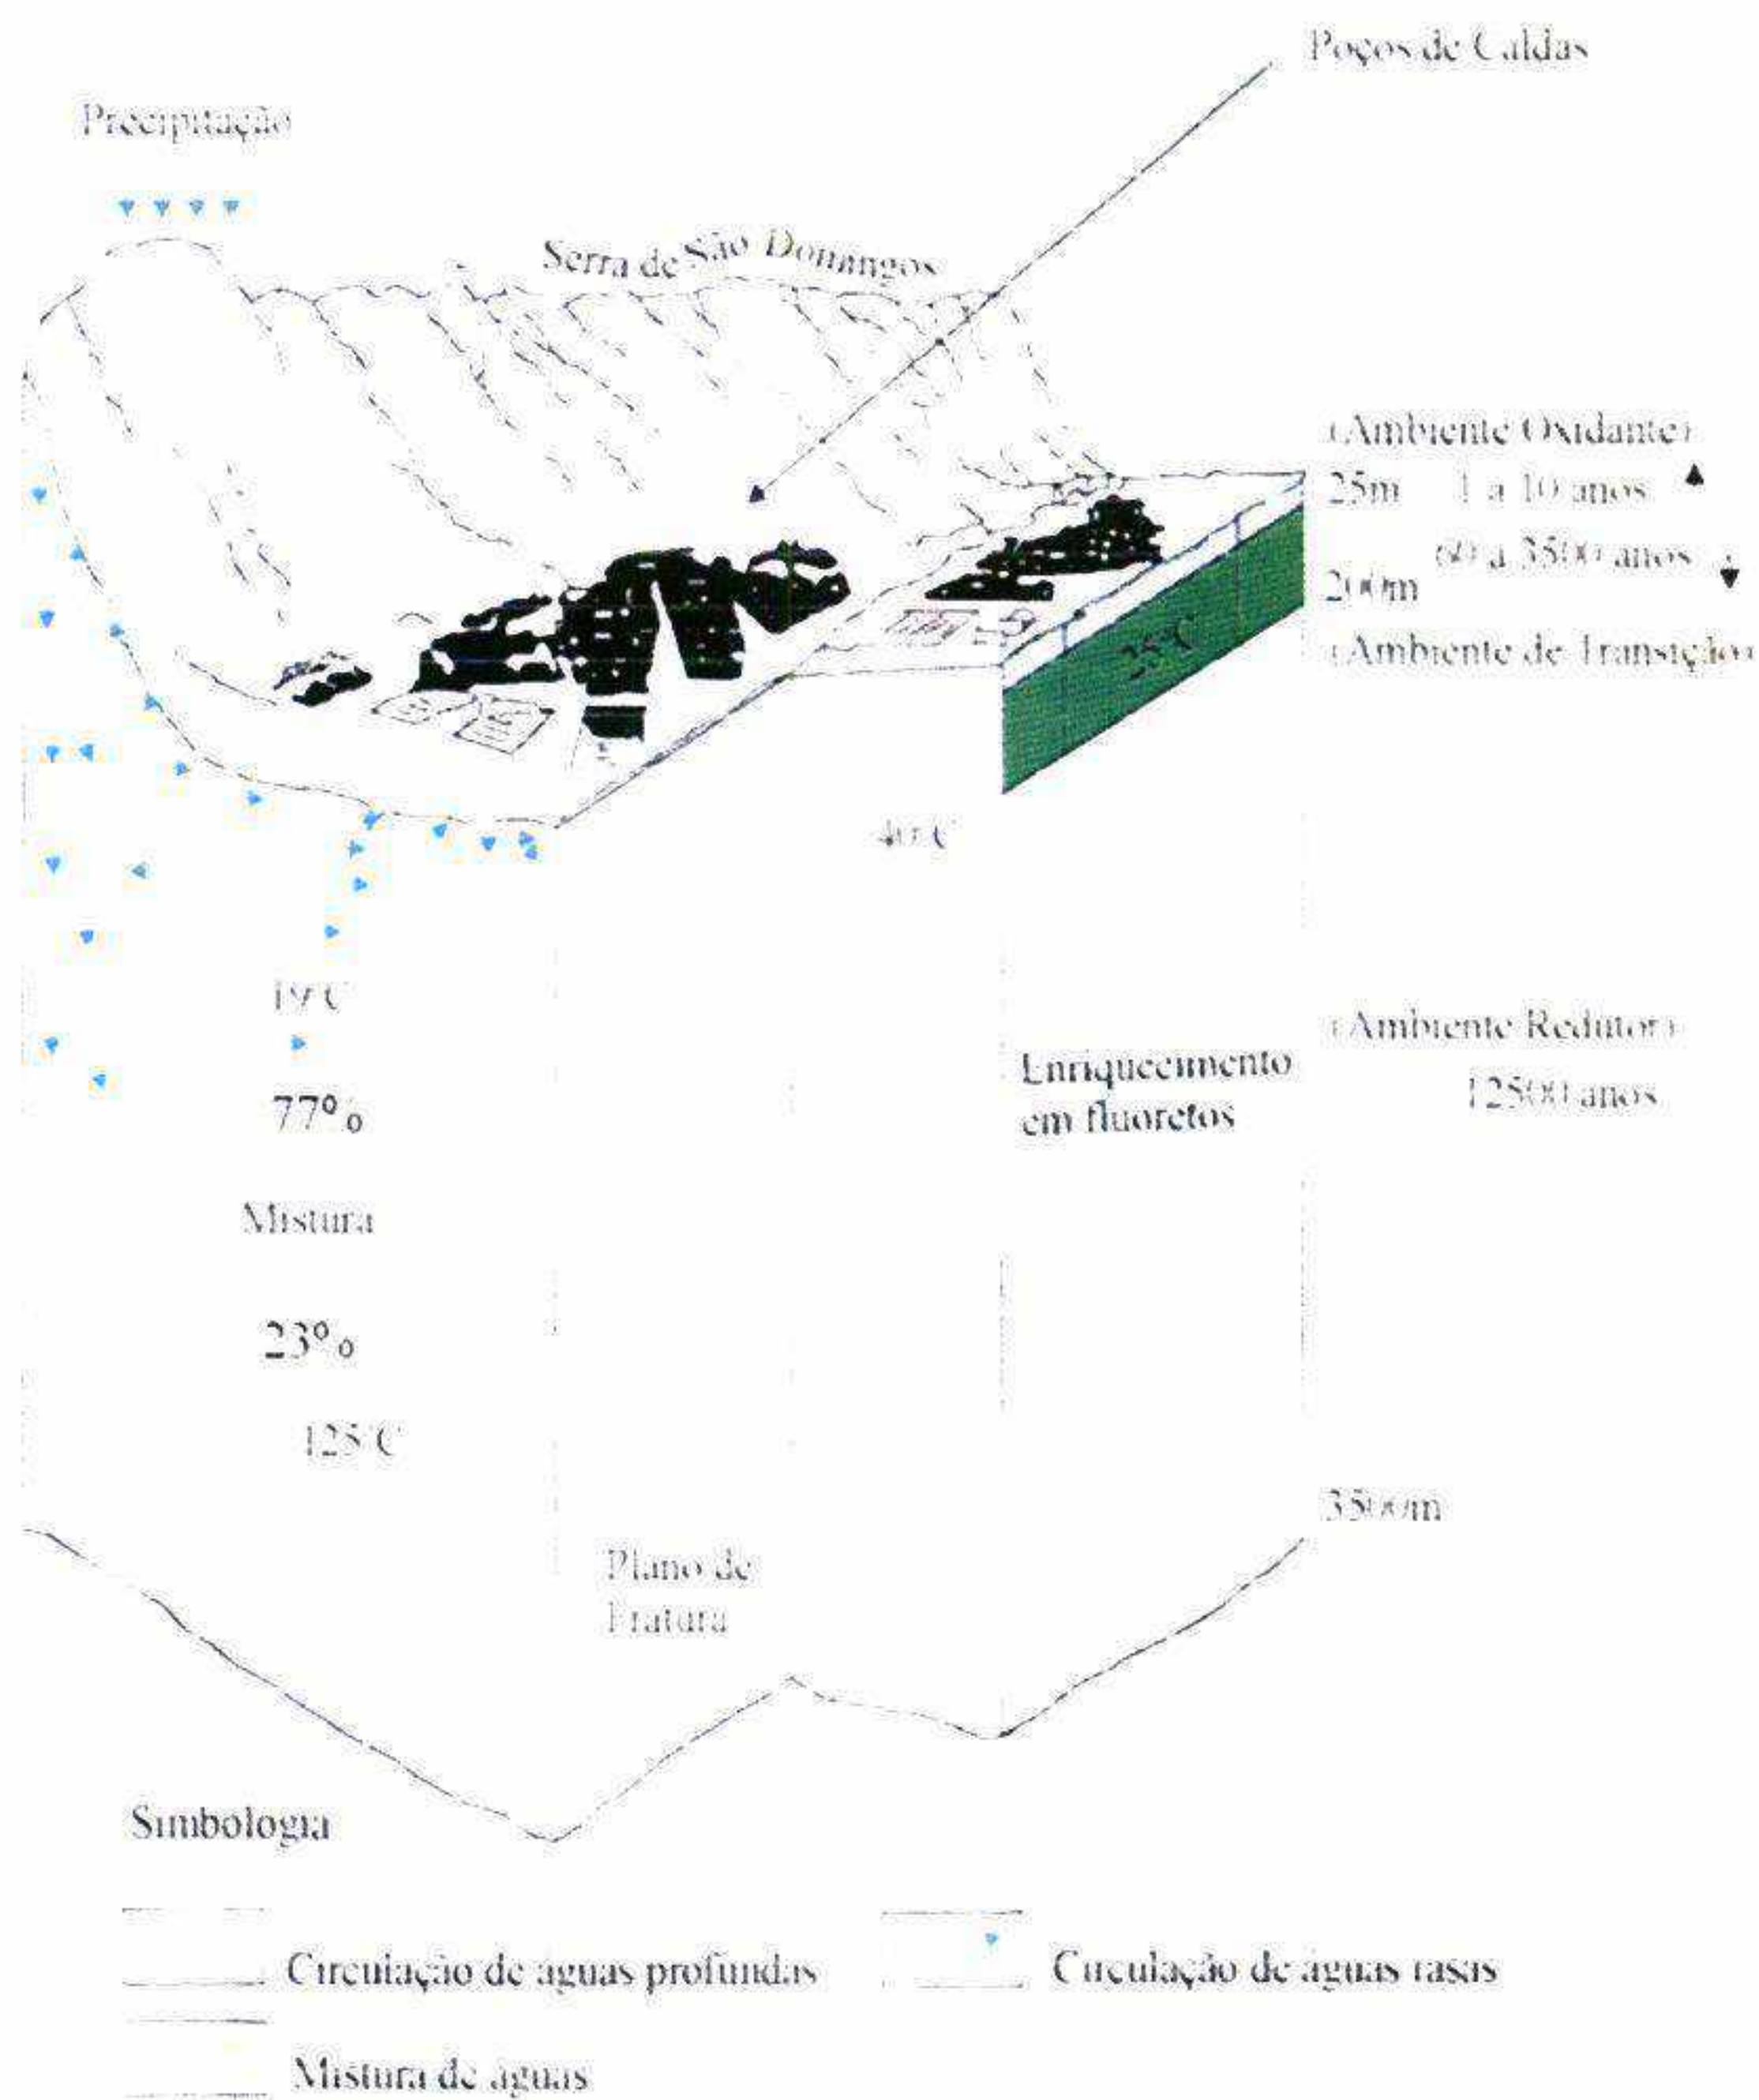 Poços de Caldas
Precipitação
Serra de São Domingos
(Ambiente Oxidante)
25m 1 a 10 anos
60 a 3500 anos
200m
(Ambiente de Transição)
25°C
40°C
19°C
(Ambiente Redutor)
12500 anos
Enriquecimento
em fluoretos
77%
Mistura
23%
125°C
3500m
Plano de
Fratura
Simbologia
Circulação de águas profundas
Circulação de águas rasas
Mistura de águas